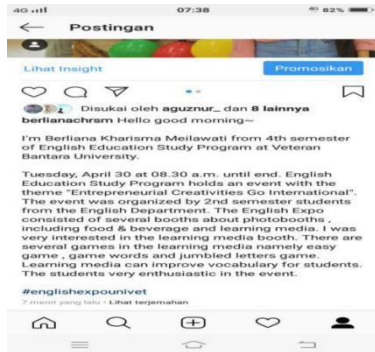 4G
07:38
82%
Postingan
Lihat Insight
Promosikan
Disukai oleh aguznur_ dan 8 lainnya
berlianachrsm Hello good morning~
I'm Berliana Kharisma Meilawati from 4th semester
of English Education Study Program at Veteran
Bantara University.
Tuesday, April 30 at 08.30 a.m. until end. English
Education Study Program holds an event with the
theme "Entrepreneurial Creativities Go International".
The event was organized by 2nd semester students
from the English Department. The English Expo
consisted of several booths about photobooths ,
including food & beverage and learning media. I was
very interested in the learning media booth. There are
several games in the learning media namely easy
game , game words and jumbled letters game.
Learning media can improve vocabulary for students.
The students very enthusiastic in the event.
#englishexpounivet
7 menit yang lalu • Lihat terjemahan